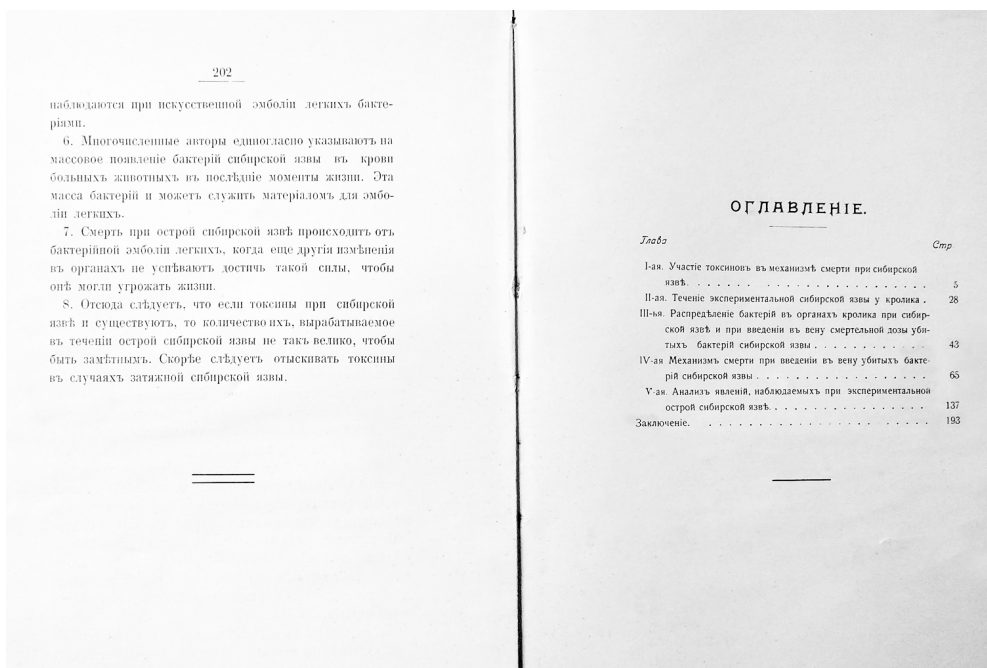 202
наблюдаются при искусственной эмболіи легкихъ бакте-
ріями.
6. Многочисленные авторы единогласно указываютъ на
массовое появленіе бактерій сибирской язвы въ крови
больныхъ животныхъ въ послѣдніе моменты жизни. Эта
масса бактерій и можетъ служить матеріаломъ для эмбо-
ліи легкихъ.
7. Смерть при острой сибирской язвѣ происходитъ отъ
бактерійной эмболіи легкихъ, когда еще другія измѣненія
въ органахъ не успѣваютъ достичь такой силы, чтобы
онѣ могли угрожать жизни.
8. Отсюда слѣдуетъ, что если токсины при сибирской
язвѣ и существуютъ, то количество ихъ, вырабатываемое
въ теченіи острой сибирской язвы не такъ велико, чтобы
быть замѣтнымъ. Скорѣе слѣдуетъ отыскивать токсины
въ случаяхъ затяжной сибирской язвы.
ОГЛАВЛЕНІЕ.
Глава Стр
I-ая. Участіе токсиновъ въ механизмѣ смерти при сибирской
язвѣ. . . . . . . . . . . . . . . . . . . . . . . 5
II-ая. Теченіе экспериментальной сибирской язвы у кролика . 28
III-ья. Распредѣленіе бактерій въ органахъ кролика при сибир-
ской язвѣ и при введеніи въ вену смертельной дозы уби-
тыхъ бактерій сибирской язвы . . . . . . . . . . . . 43
IV-ая Механизмъ смерти при введеніи въ вену убитыхъ бакте-
рій сибирской язвы . . . . . . . . . . . . . . . . . 65
V-ая. Анализъ явленій, наблюдаемыхъ при экспериментальной
острой сибирской язвѣ. . . . . . . . . . . . . . . . 137
Заключеніе. . . . . . . . . . . . . . . . . . . . . . . 193